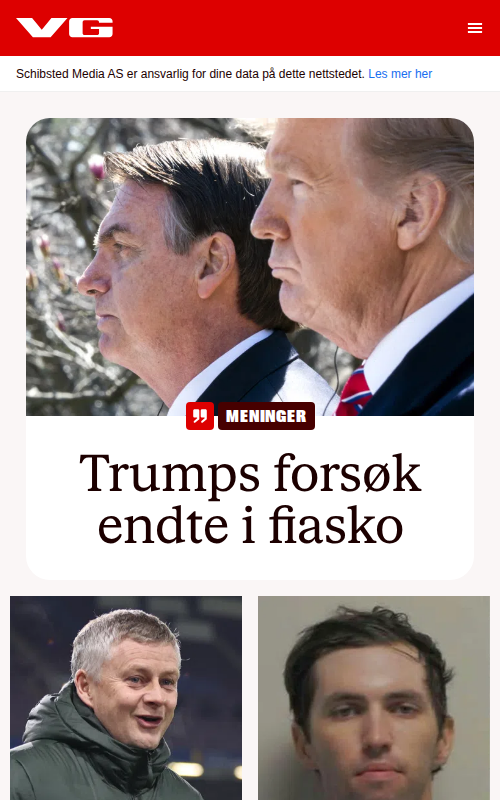 VG
Schibsted Media AS er ansvarlig for dine data på dette nettstedet. Les mer her
MENINGER
Trumps forsøk
endte i fiasko